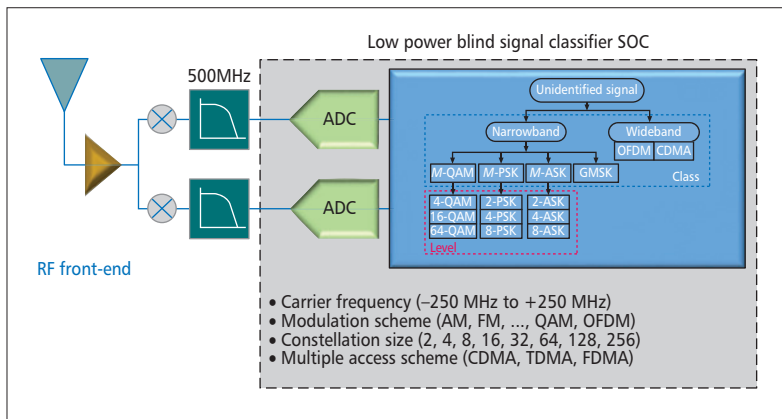 Low power blind signal classifier SOC
500MHz
ADC
ADC
RF front-end
Unidentified signal
Narrowband
Wideband
OFDM CDMA
M-QAM M-PSK M-ASK GMSK
Class
4-QAM 2-PSK 2-ASK
16-QAM 4-PSK 4-ASK
64-QAM 8-PSK 8-ASK
Level
• Carrier frequency (–250 MHz to +250 MHz)
• Modulation scheme (AM, FM, ..., QAM, OFDM)
• Constellation size (2, 4, 8, 16, 32, 64, 128, 256)
• Multiple access scheme (CDMA, TDMA, FDMA)